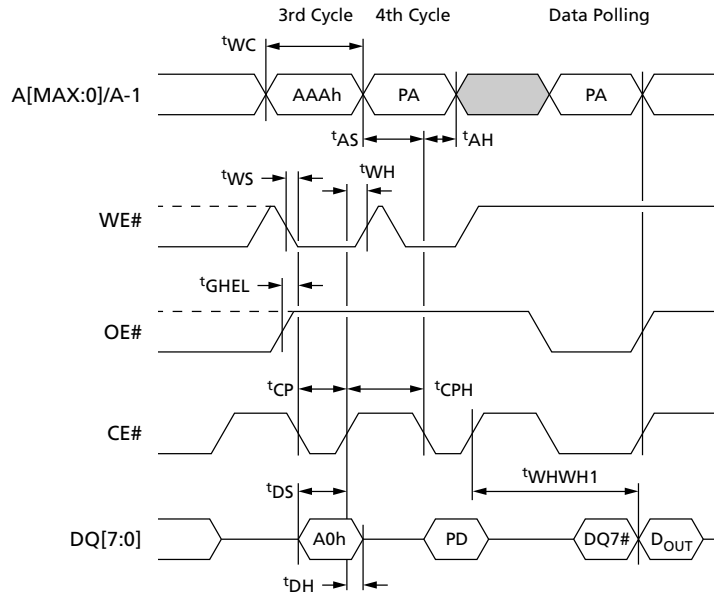 3rd Cycle 4th Cycle Data Polling
tWC
A[MAX:0]/A-1 AAAh PA PA
tAS tAH
tWS tWH
WE#
tGHEL
OE#
tCP tCPH
CE#
tWHWH1
tDS
DQ[7:0] A0h PD DQ7# DOUT
tDH